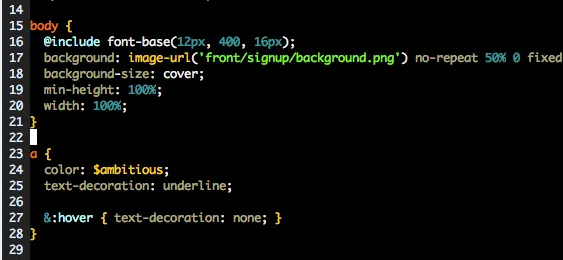 14
15 body {
16   @include font-base(12px, 400, 16px);
17   background: image-url('front/signup/background.png') no-repeat 50% 0 fixed
18   background-size: cover;
19   min-height: 100%;
20   width: 100%;
21 }
22
23 a {
24   color: $ambitious;
25   text-decoration: underline;
26
27   &:hover { text-decoration: none; }
28 }
29